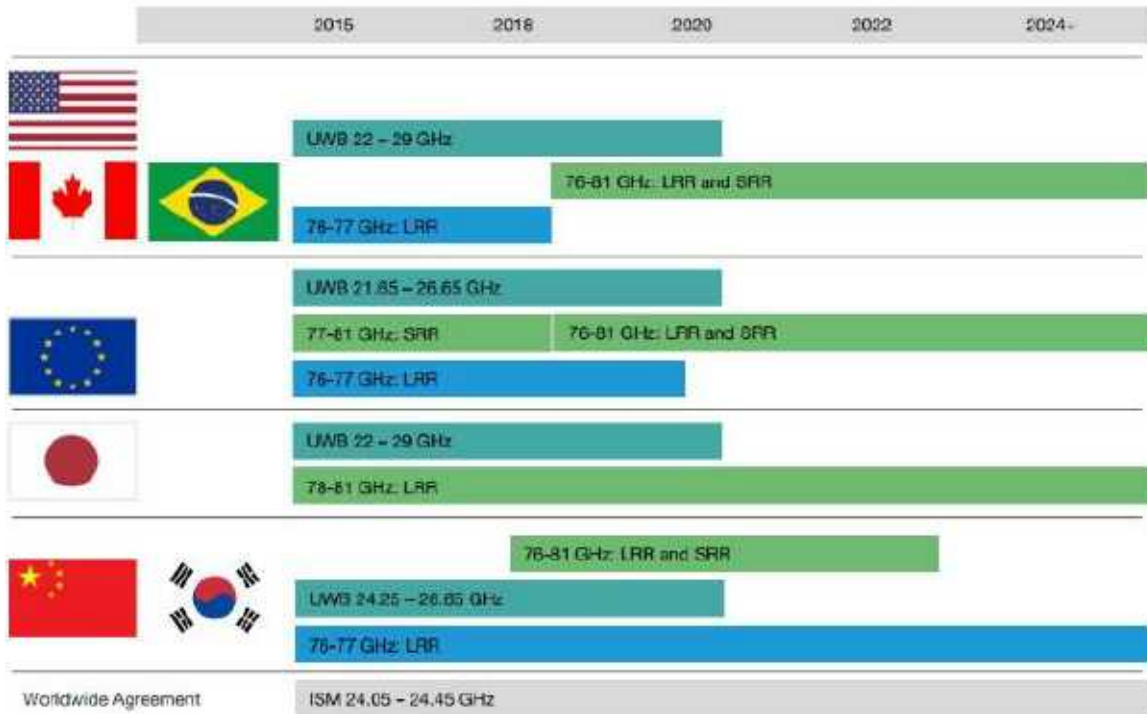 2015 2018 2020 2022 2024-
UWB 22 – 29 GHz
76-81 GHz: LRR and SRR
76-77 GHz: LRR
UWB 21.65 – 26.65 GHz
77-81 GHz: SRR 76-81 GHz: LRR and SRR
76-77 GHz: LRR
UWB 22 – 29 GHz
78-81 GHz: LRR
76-81 GHz: LRR and SRR
UWB 24.25 – 26.65 GHz
76-77 GHz: LRR
Worldwide Agreement ISM 24.05 – 24.45 GHz